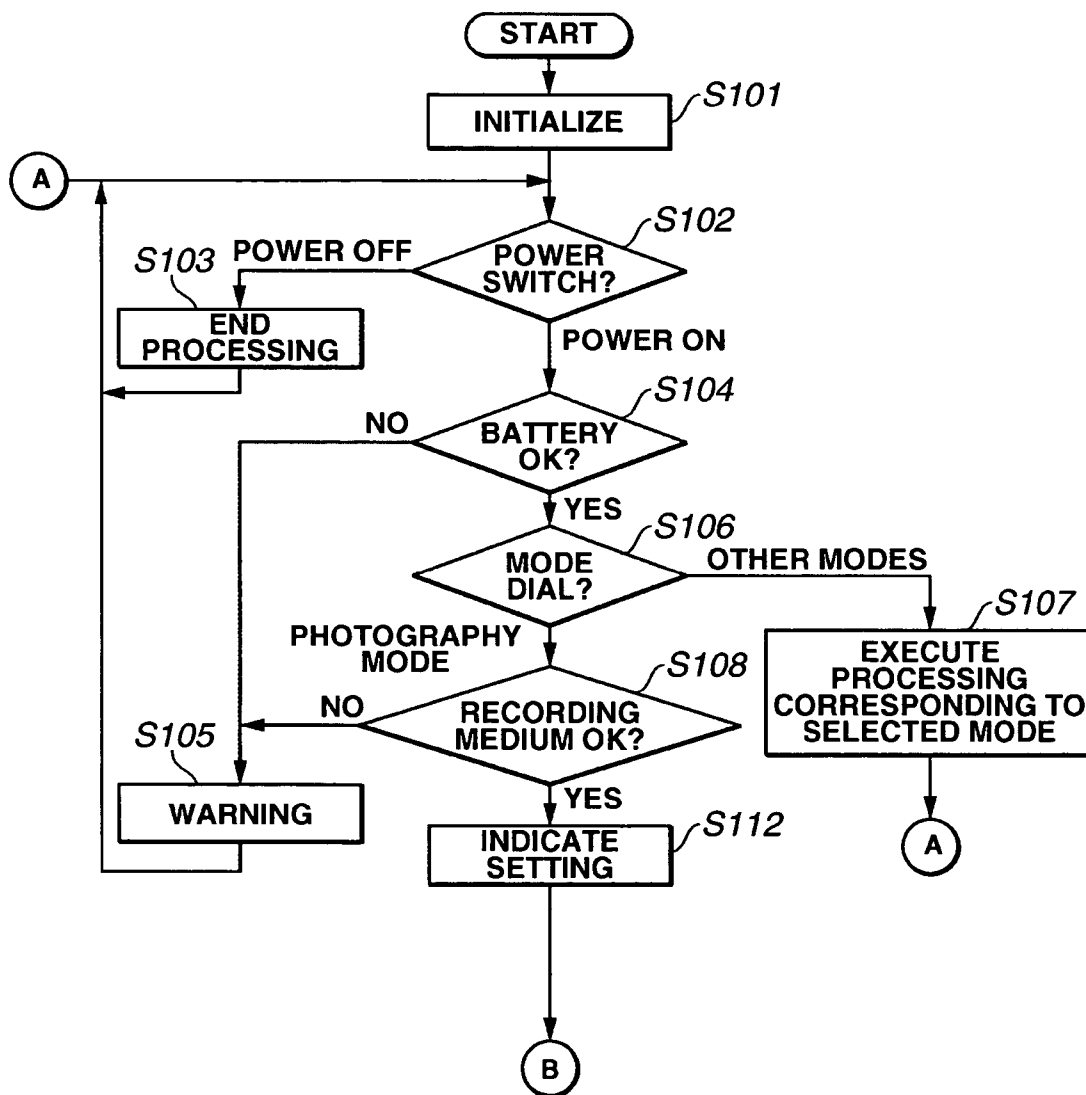 START
S101
INITIALIZE
A
S102
POWER
SWITCH?
POWER OFF
S103
END
PROCESSING
POWER ON
S104
BATTERY
OK?
NO
YES
S106
MODE
DIAL?
OTHER MODES
S107
EXECUTE
PROCESSING
CORRESPONDING TO
SELECTED MODE
A
PHOTOGRAPHY
MODE
S108
RECORDING
MEDIUM OK?
NO
S105
WARNING
YES
S112
INDICATE
SETTING
B